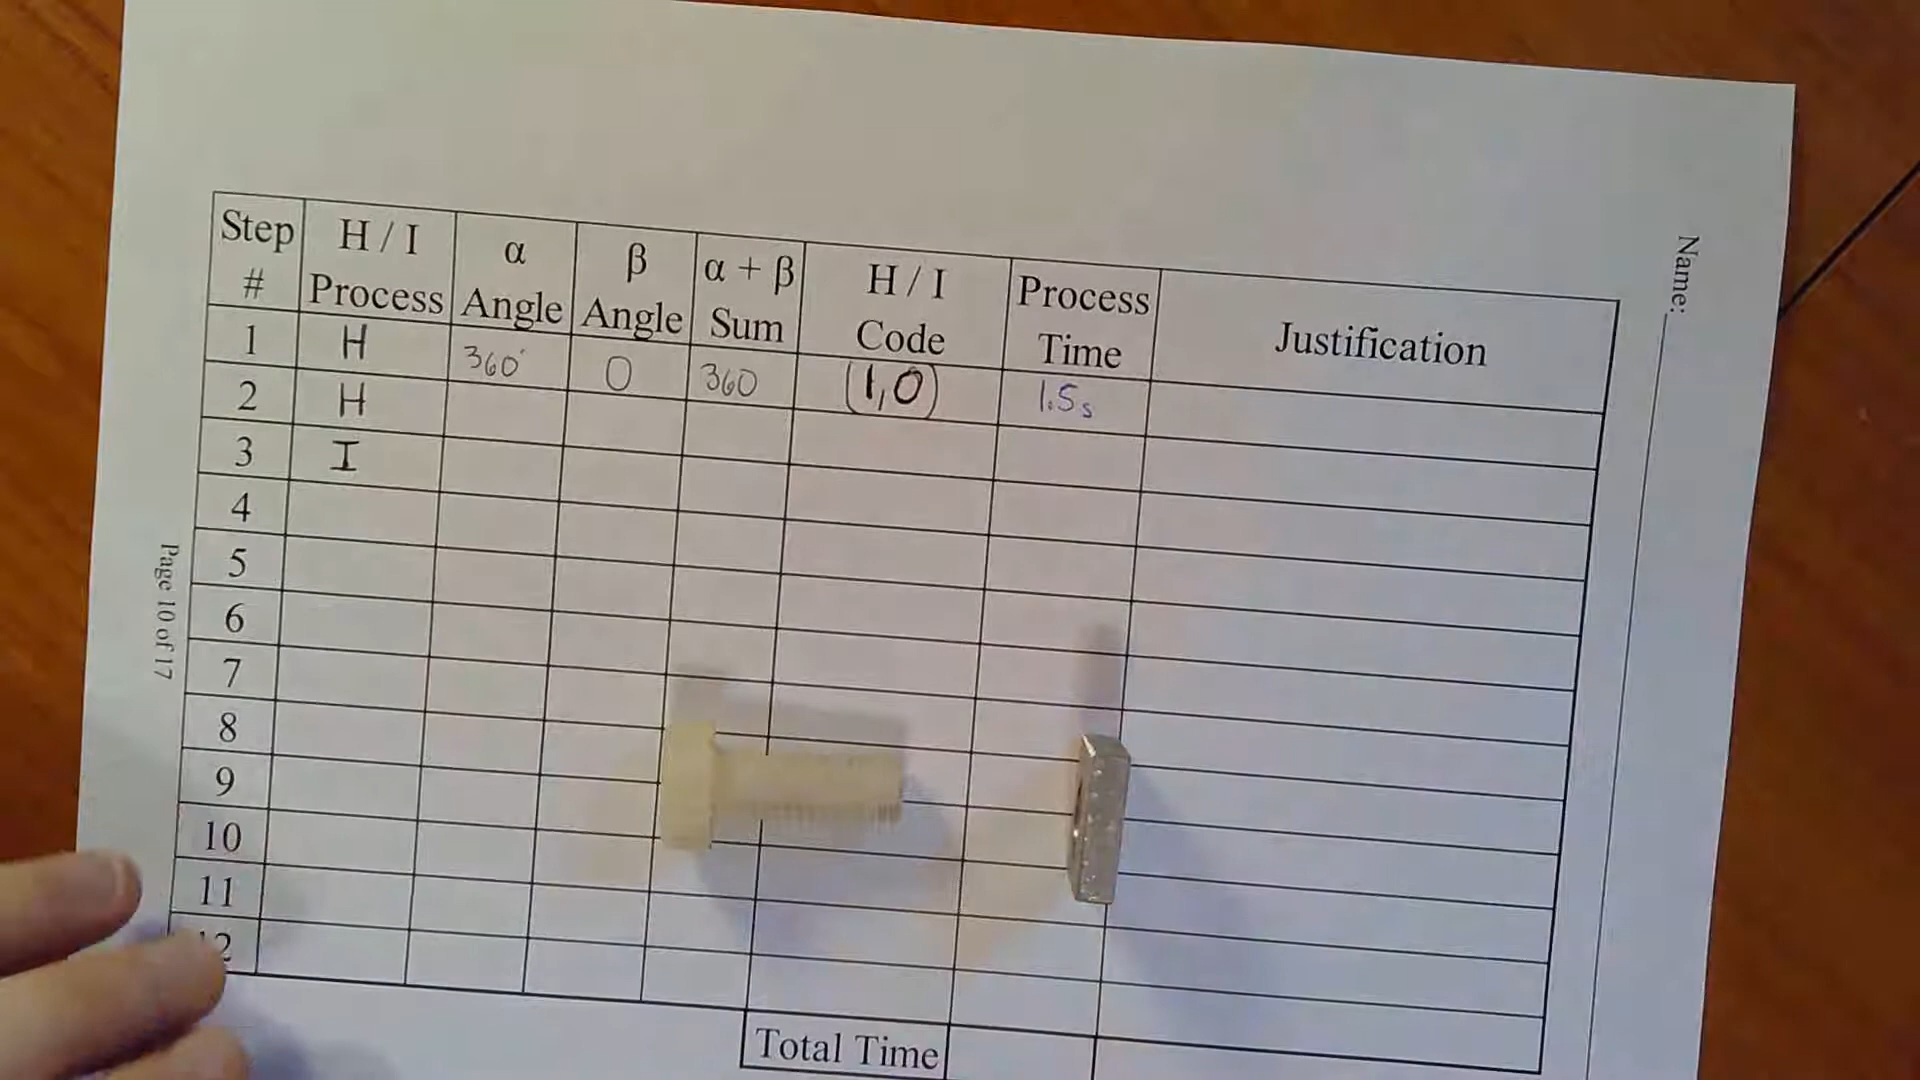 Name:
Step # H / I Process α Angle β Angle α + β Sum H / I Code Process Time Justification
1 H 360° 0 360 (1,0) 1.5s
2 H
3 I
4
5
6
7
8
9
10
11
12
Total Time
Page 10 of 17